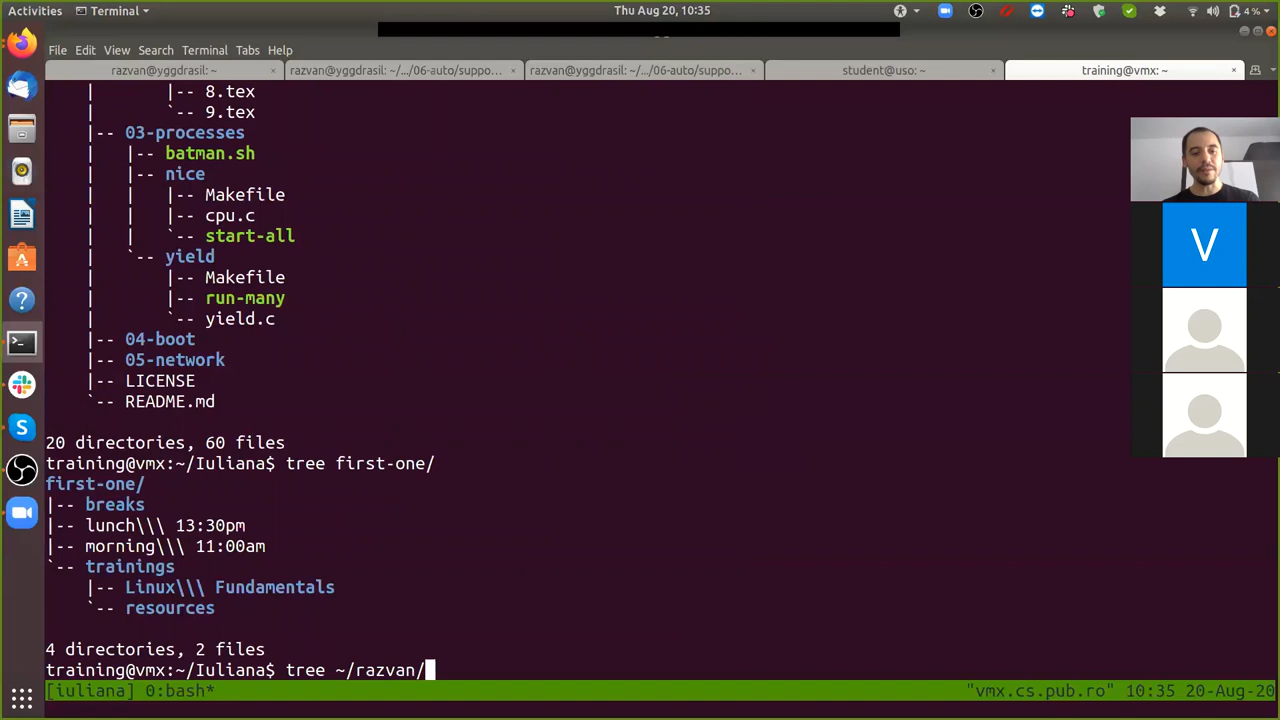 Activities Terminal Thu Aug 20, 10:35 4 %
File Edit View Search Terminal Tabs Help
razvan@yggdrasil: ~ × razvan@yggdrasil: ~/.../06-auto/suppo... × razvan@yggdrasil: ~/.../06-auto/suppo... × student@uso: ~ × training@vmx: ~ ×
| |-- 8.tex
| `-- 9.tex
|-- 03-processes
| |-- batman.sh
| |-- nice
| | |-- Makefile
| | |-- cpu.c
| | `-- start-all
| `-- yield
| |-- Makefile
| |-- run-many
| `-- yield.c
|-- 04-boot
|-- 05-network
|-- LICENSE
`-- README.md
20 directories, 60 files
training@vmx:~/Iuliana$ tree first-one/
first-one/
|-- breaks
|-- lunch\\\ 13:30pm
|-- morning\\\ 11:00am
`-- trainings
|-- Linux\\\ Fundamentals
`-- resources
4 directories, 2 files
training@vmx:~/Iuliana$ tree ~/razvan/
[iuliana] 0:bash* "vmx.cs.pub.ro" 10:35 20-Aug-20
V